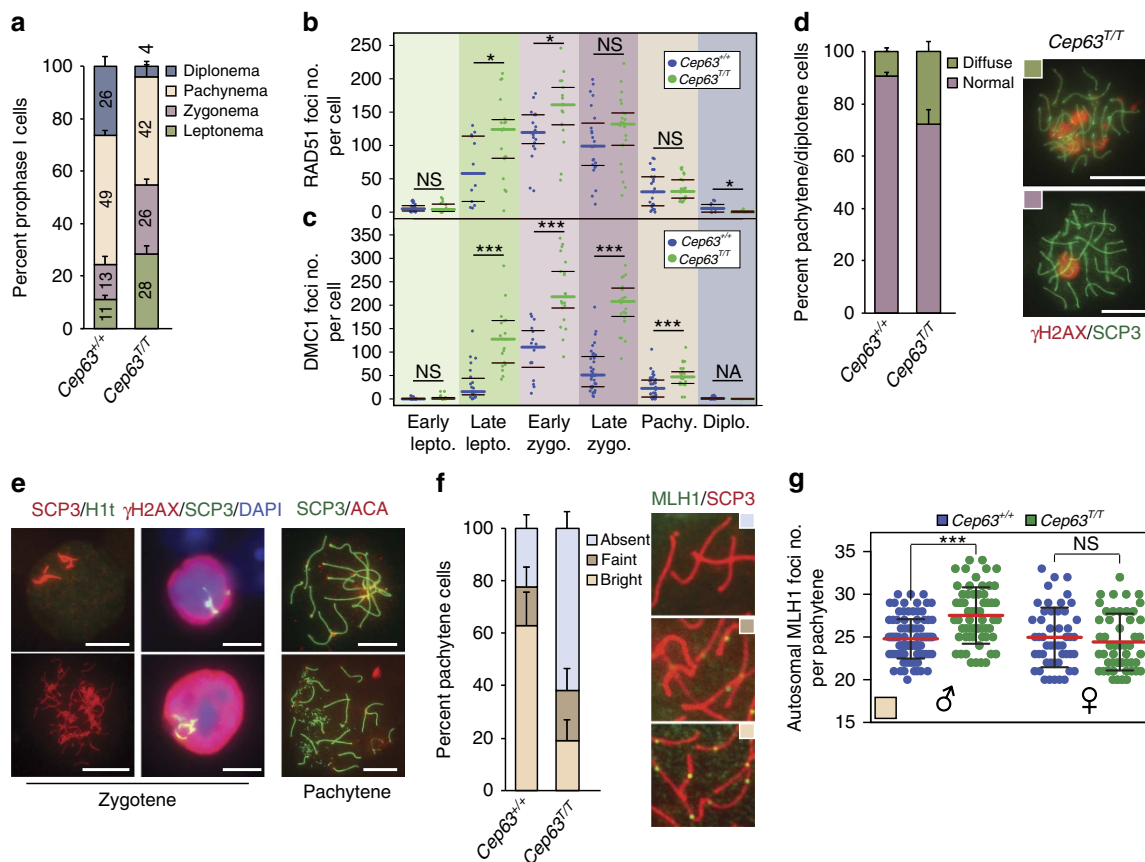 a
Percent prophase I cells
100
80
60
40
20
0
26
49
13
11
4
42
26
28
Diplonema
Pachynema
Zygonema
Leptonema
Cep63+/+
Cep63T/T
b
RAD51 foci no.
per cell
250
200
150
100
50
0
NS
*
*
NS
NS
*
Cep63+/+
Cep63T/T
c
DMC1 foci no.
per cell
350
300
250
200
150
100
50
0
NS
***
***
***
***
NA
Cep63+/+
Cep63T/T
Early lepto.
Late lepto.
Early zygo.
Late zygo.
Pachy.
Diplo.
d
Percent pachytene/diplotene cells
100
80
60
40
20
0
Diffuse
Normal
Cep63+/+
Cep63T/T
Cep63T/T
γH2AX/SCP3
e
SCP3/H1t
γH2AX/SCP3/DAPI
SCP3/ACA
Zygotene
Pachytene
f
Percent pachytene cells
100
80
60
40
20
0
Absent
Faint
Bright
Cep63+/+
Cep63T/T
MLH1/SCP3
g
Cep63+/+
Cep63T/T
Autosomal MLH1 foci no.
per pachytene
35
30
25
20
15
***
NS
♂
♀